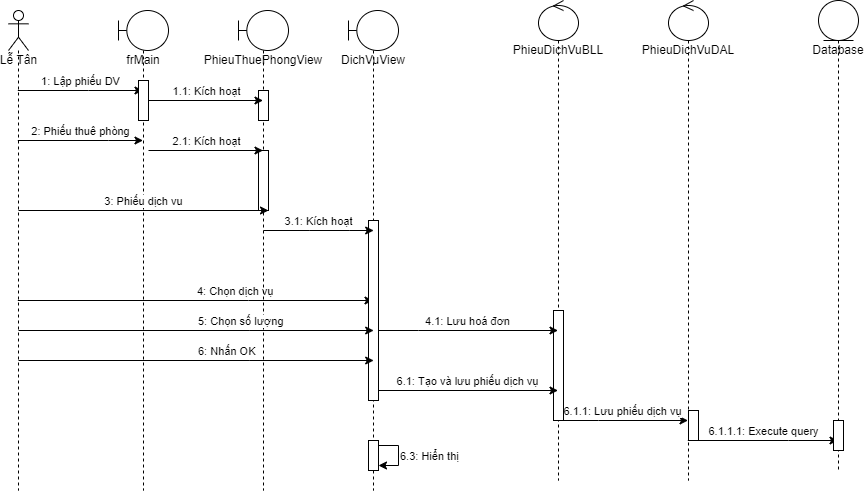 Lễ Tân
frMain
PhieuThuePhongView
DichVuView
PhieuDichVuBLL
PhieuDichVuDAL
Database
1: Lập phiếu DV
1.1: Kích hoạt
2: Phiếu thuê phòng
2.1: Kích hoạt
3: Phiếu dịch vụ
3.1: Kích hoạt
4: Chọn dịch vụ
5: Chọn số lượng
4.1: Lưu hoá đơn
6: Nhấn OK
6.1: Tạo và lưu phiếu dịch vụ
6.1.1: Lưu phiếu dịch vụ
6.1.1.1: Execute query
6.3: Hiển thị